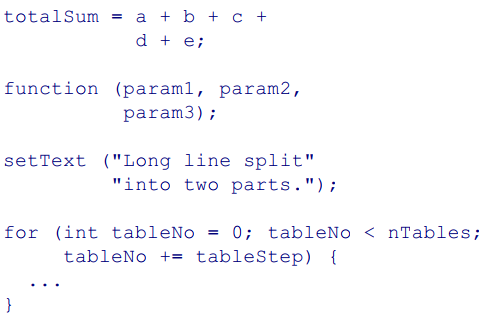 totalSum = a + b + c +
           d + e;

function (param1, param2,
          param3);

setText ("Long line split"
         "into two parts.");

for (int tableNo = 0; tableNo < nTables;
     tableNo += tableStep) {
  ...
}